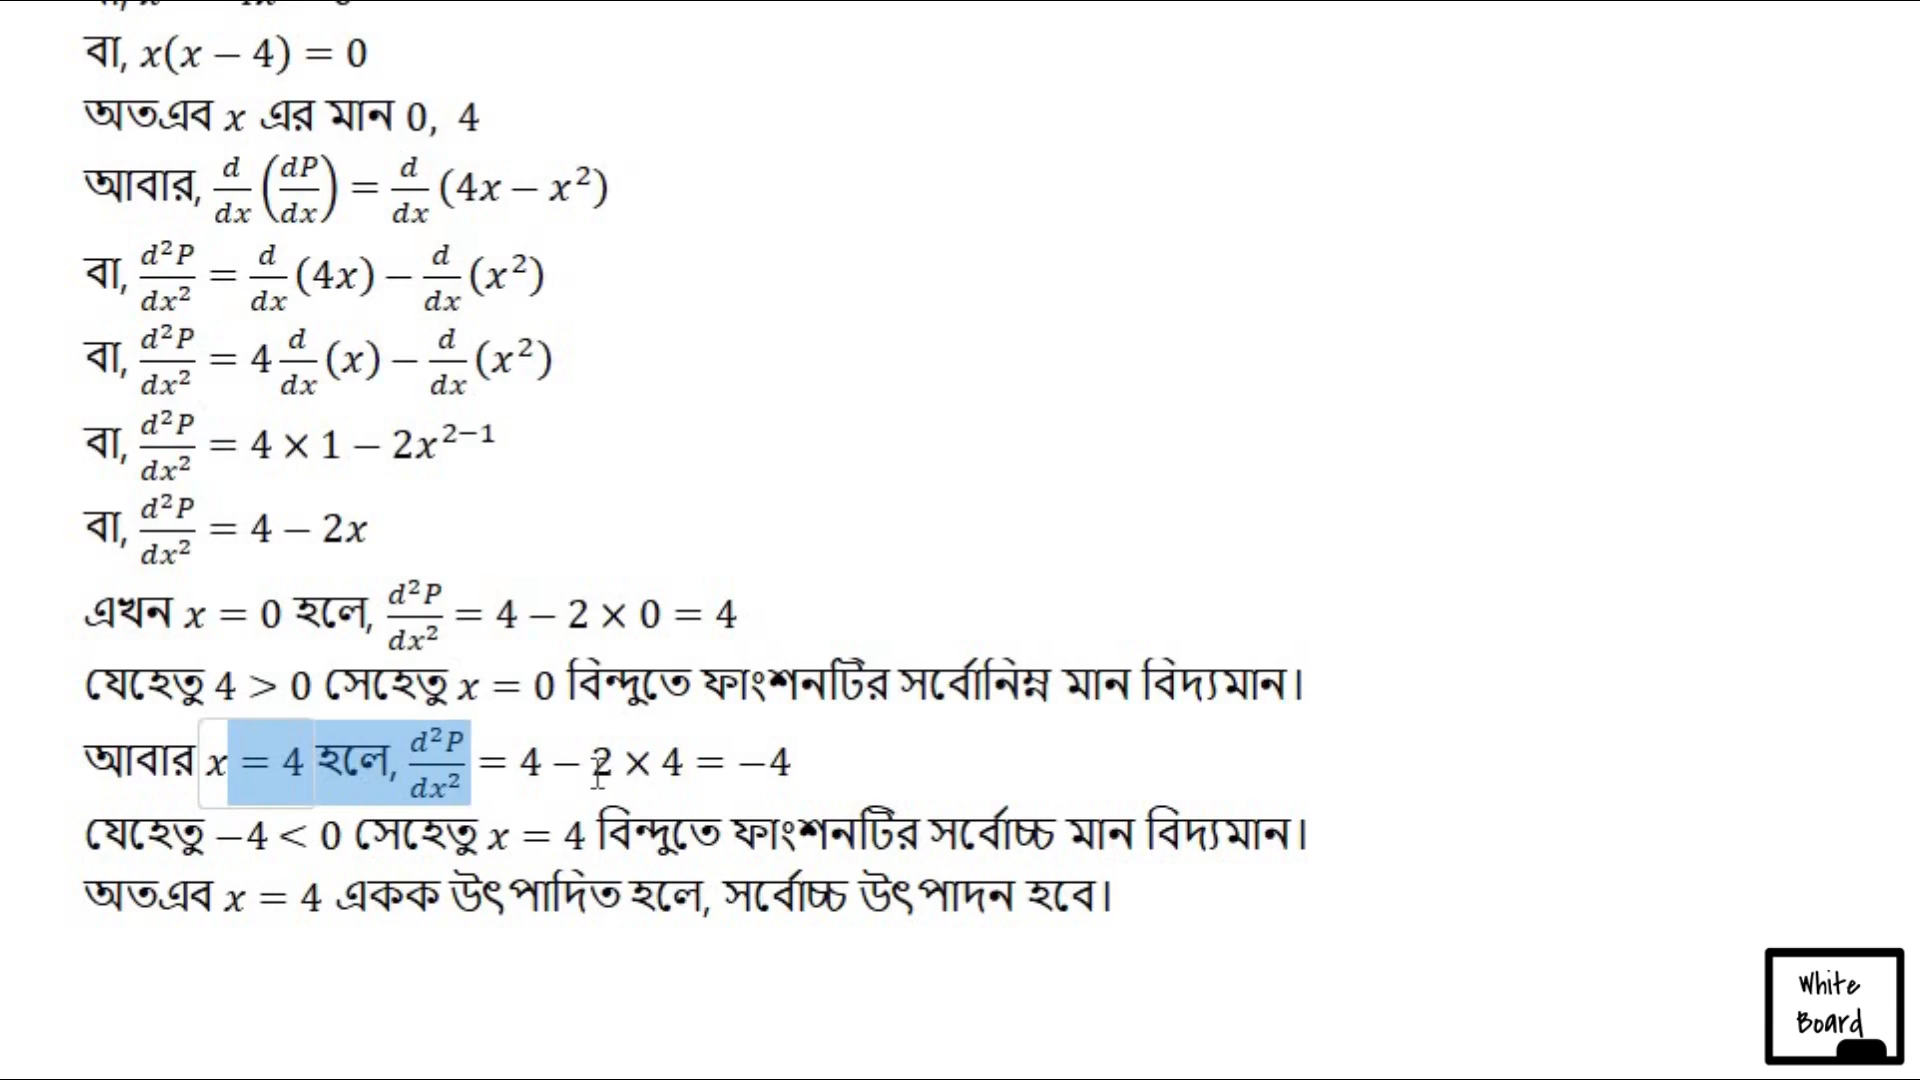 বা, x(x − 4) = 0
অতএব x এর মান 0, 4
আবার, d/dx (dP/dx) = d/dx (4x − x²)
বা, d²P/dx² = d/dx (4x) − d/dx (x²)
বা, d²P/dx² = 4 d/dx (x) − d/dx (x²)
বা, d²P/dx² = 4 × 1 − 2x²⁻¹
বা, d²P/dx² = 4 − 2x
এখন x = 0 হলে, d²P/dx² = 4 − 2 × 0 = 4
যেহেতু 4 > 0 সেহেতু x = 0 বিন্দুতে ফাংশনটির সর্বোনিম্ন মান বিদ্যমান।
আবার x = 4 হলে, d²P/dx² = 4 − 2 × 4 = −4
যেহেতু −4 < 0 সেহেতু x = 4 বিন্দুতে ফাংশনটির সর্বোচ্চ মান বিদ্যমান।
অতএব x = 4 একক উৎপাদিত হলে, সর্বোচ্চ উৎপাদন হবে।
White
Board